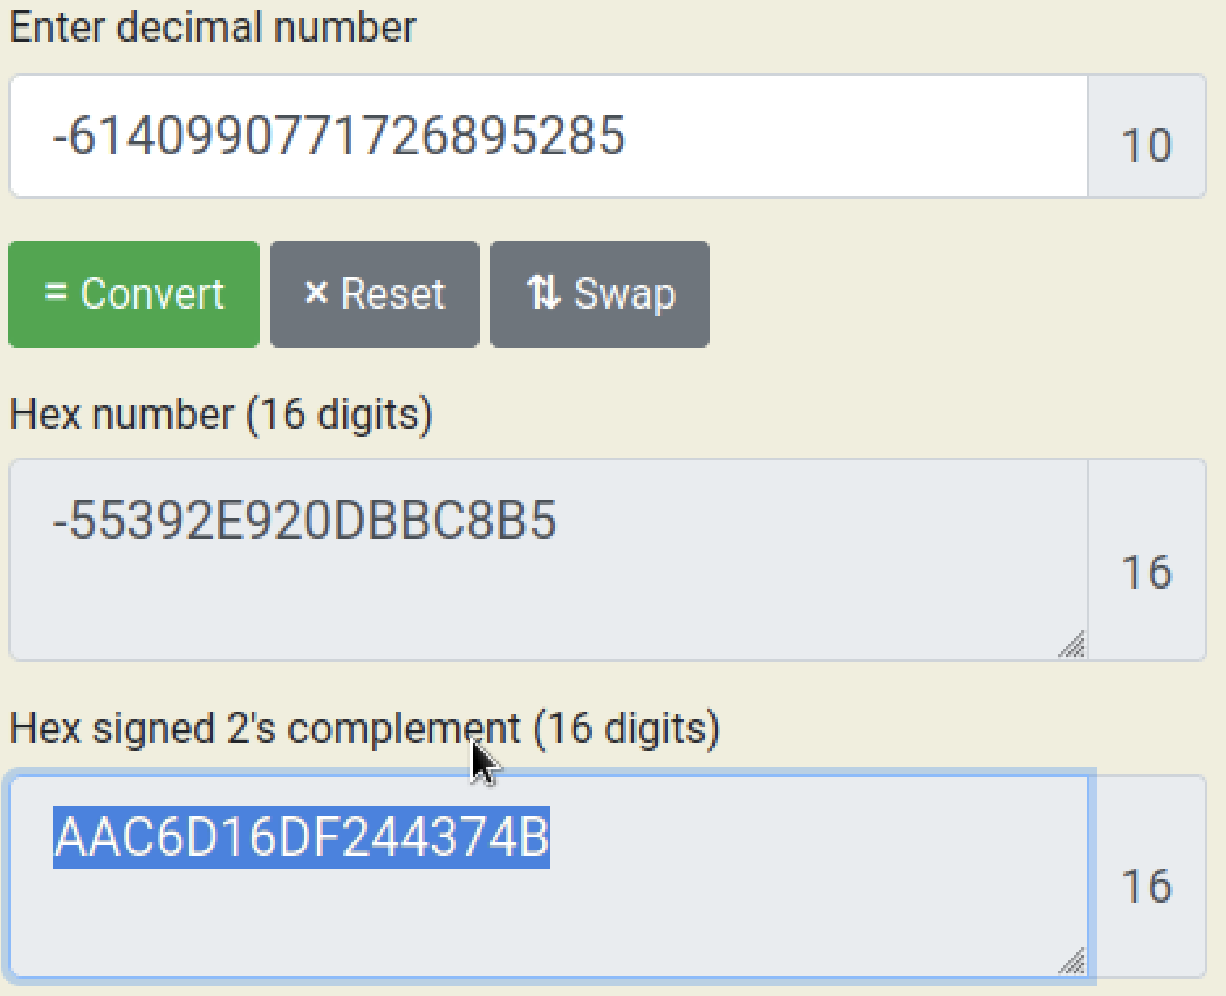 Enter decimal number
-6140990771726895285 10
= Convert × Reset ⇅ Swap
Hex number (16 digits)
-55392E920DBBC8B5
16
Hex signed 2's complement (16 digits)
AAC6D16DF244374B
16